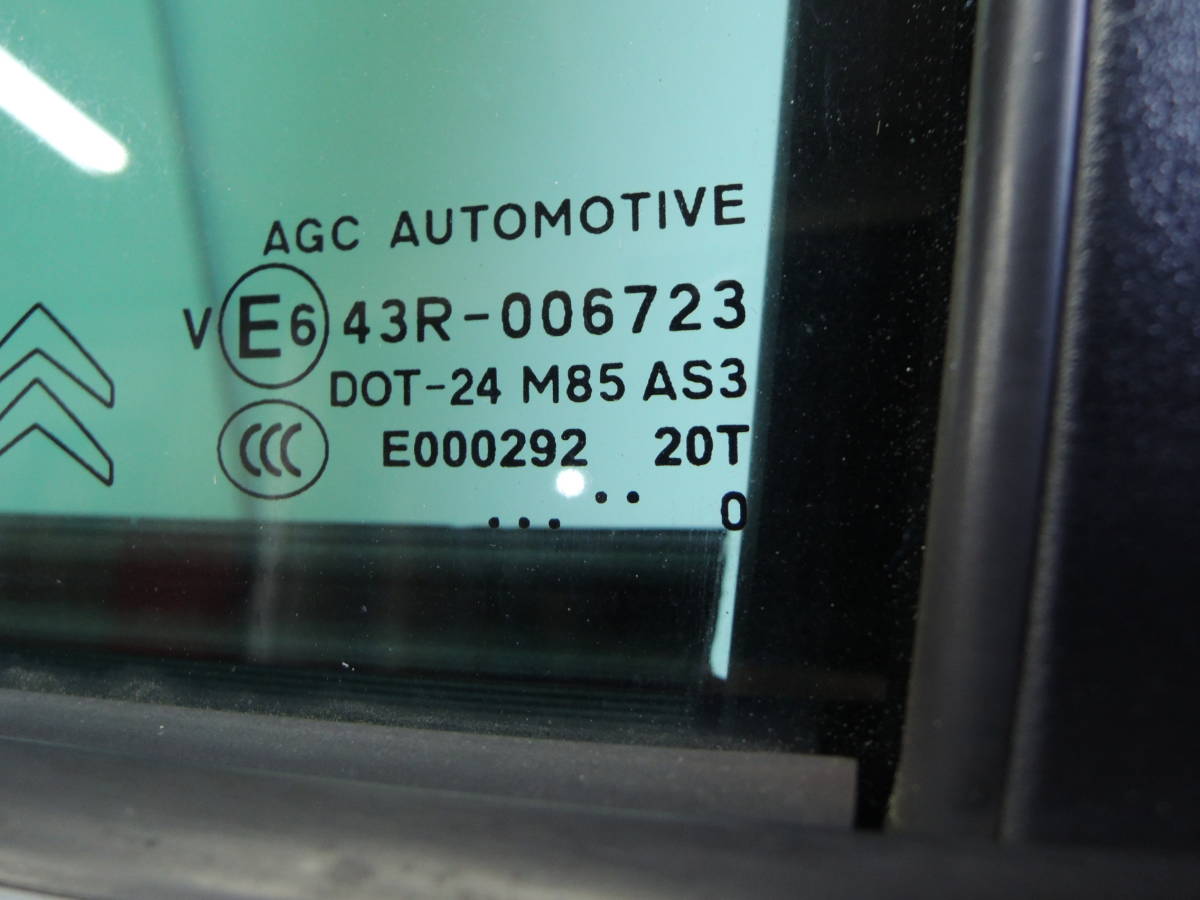 AGC AUTOMOTIVE
V E6 43R-006723
DOT-24 M85 AS3
CCC E000292 20T
.. 
... 0